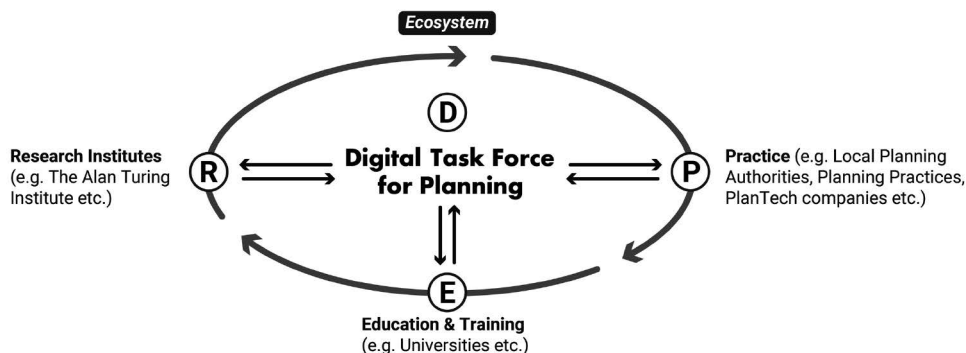 Ecosystem
D
Digital Task Force
for Planning
Research Institutes
(e.g. The Alan Turing
Institute etc.)
R
P
Practice (e.g. Local Planning
Authorities, Planning Practices,
PlanTech companies etc.)
E
Education & Training
(e.g. Universities etc.)